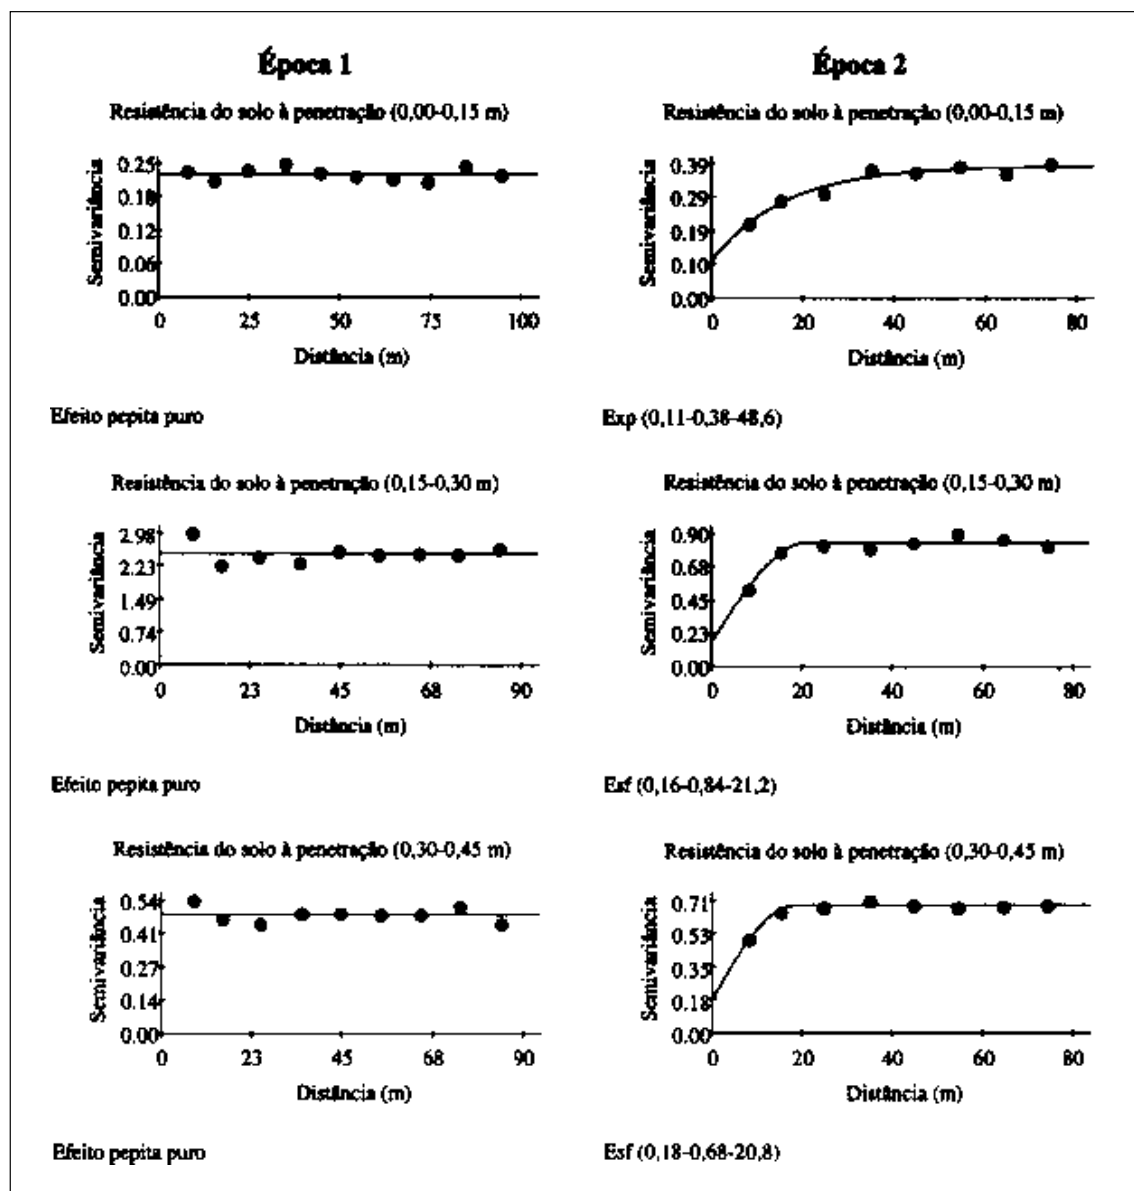 Época 1
Resistência do solo à penetração (0,00-0,15 m)
Semivariância
0.25
0.18
0.12
0.06
0.00
0 25 50 75 100
Distância (m)
Efeito pepita puro
Resistência do solo à penetração (0,15-0,30 m)
Semivariância
2.98
2.23
1.49
0.74
0.00
0 23 45 68 90
Distância (m)
Efeito pepita puro
Resistência do solo à penetração (0,30-0,45 m)
Semivariância
0.54
0.41
0.27
0.14
0.00
0 23 45 68 90
Distância (m)
Efeito pepita puro
Época 2
Resistência do solo à penetração (0,00-0,15 m)
Semivariância
0.39
0.29
0.19
0.10
0.00
0 20 40 60 80
Distância (m)
Exp (0,11-0,38-48,6)
Resistência do solo à penetração (0,15-0,30 m)
Semivariância
0.90
0.68
0.45
0.23
0.00
0 20 40 60 80
Distância (m)
Esf (0,16-0,84-21,2)
Resistência do solo à penetração (0,30-0,45 m)
Semivariância
0.71
0.53
0.35
0.18
0.00
0 20 40 60 80
Distância (m)
Esf (0,18-0,68-20,8)